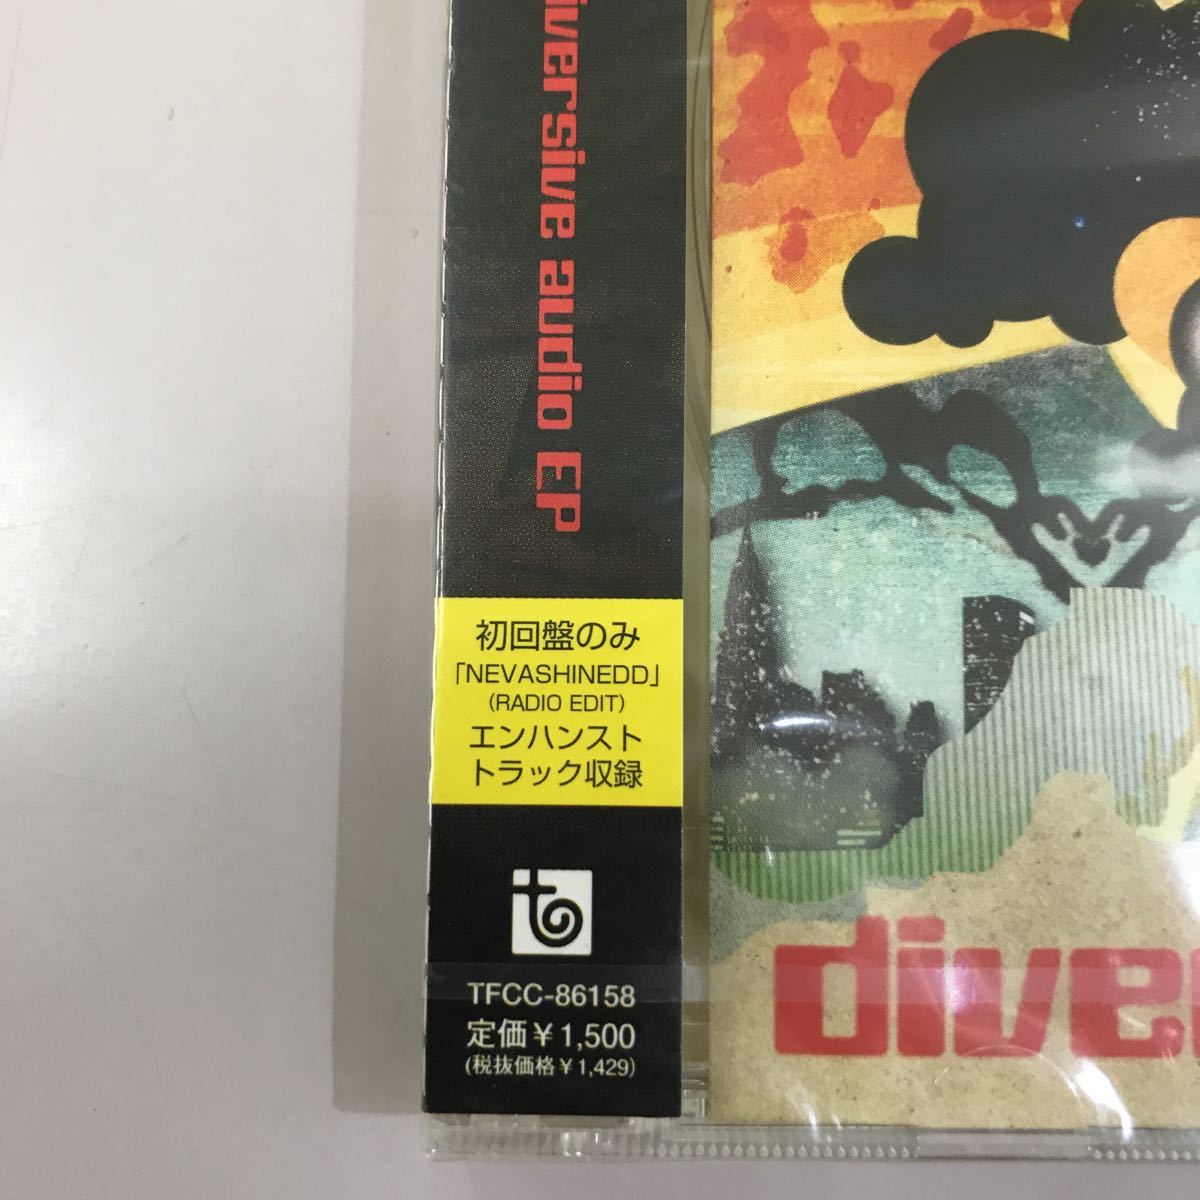 iversive audio EP
初回盤のみ
「NEVASHINEDD」
(RADIO EDIT)
エンハンスト
トラック収録
TFCC-86158
定価￥1,500
(税抜価格￥1,429)
dive